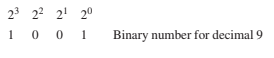 2³ 2² 2¹ 2⁰
1 0 0 1 Binary number for decimal 9